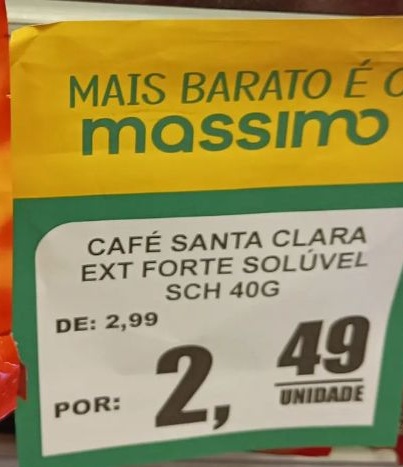 MAIS BARATO É O
massimo
CAFÉ SANTA CLARA
EXT FORTE SOLÚVEL
SCH 40G
DE: 2,99
POR: 2,49
UNIDADE